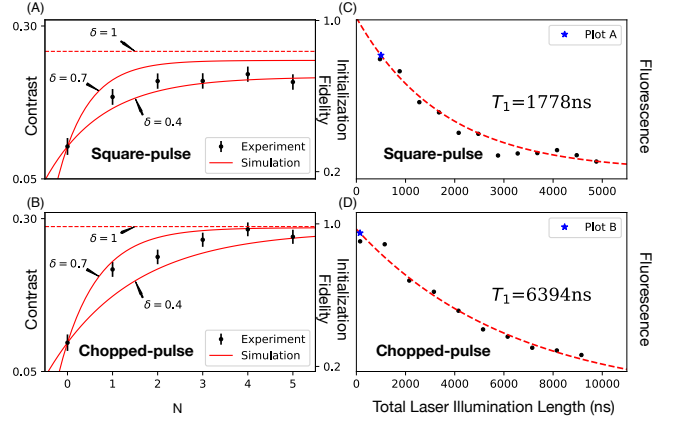 (A)
0.30
1.0
δ = 1
δ = 0.7
δ = 0.4
Contrast
Initialization
Fidelity
Experiment
Simulation
Square-pulse
0.05
0.2
(C)
Plot A
T₁=1778ns
Square-pulse
Fluorescence
0 1000 2000 3000 4000 5000
(B)
0.30
1.0
δ = 1
δ = 0.7
δ = 0.4
Contrast
Initialization
Fidelity
Experiment
Simulation
Chopped-pulse
0.05
0.2
0 1 2 3 4 5
N
(D)
Plot B
T₁=6394ns
Chopped-pulse
Fluorescence
0 2000 4000 6000 8000 10000
Total Laser Illumination Length (ns)